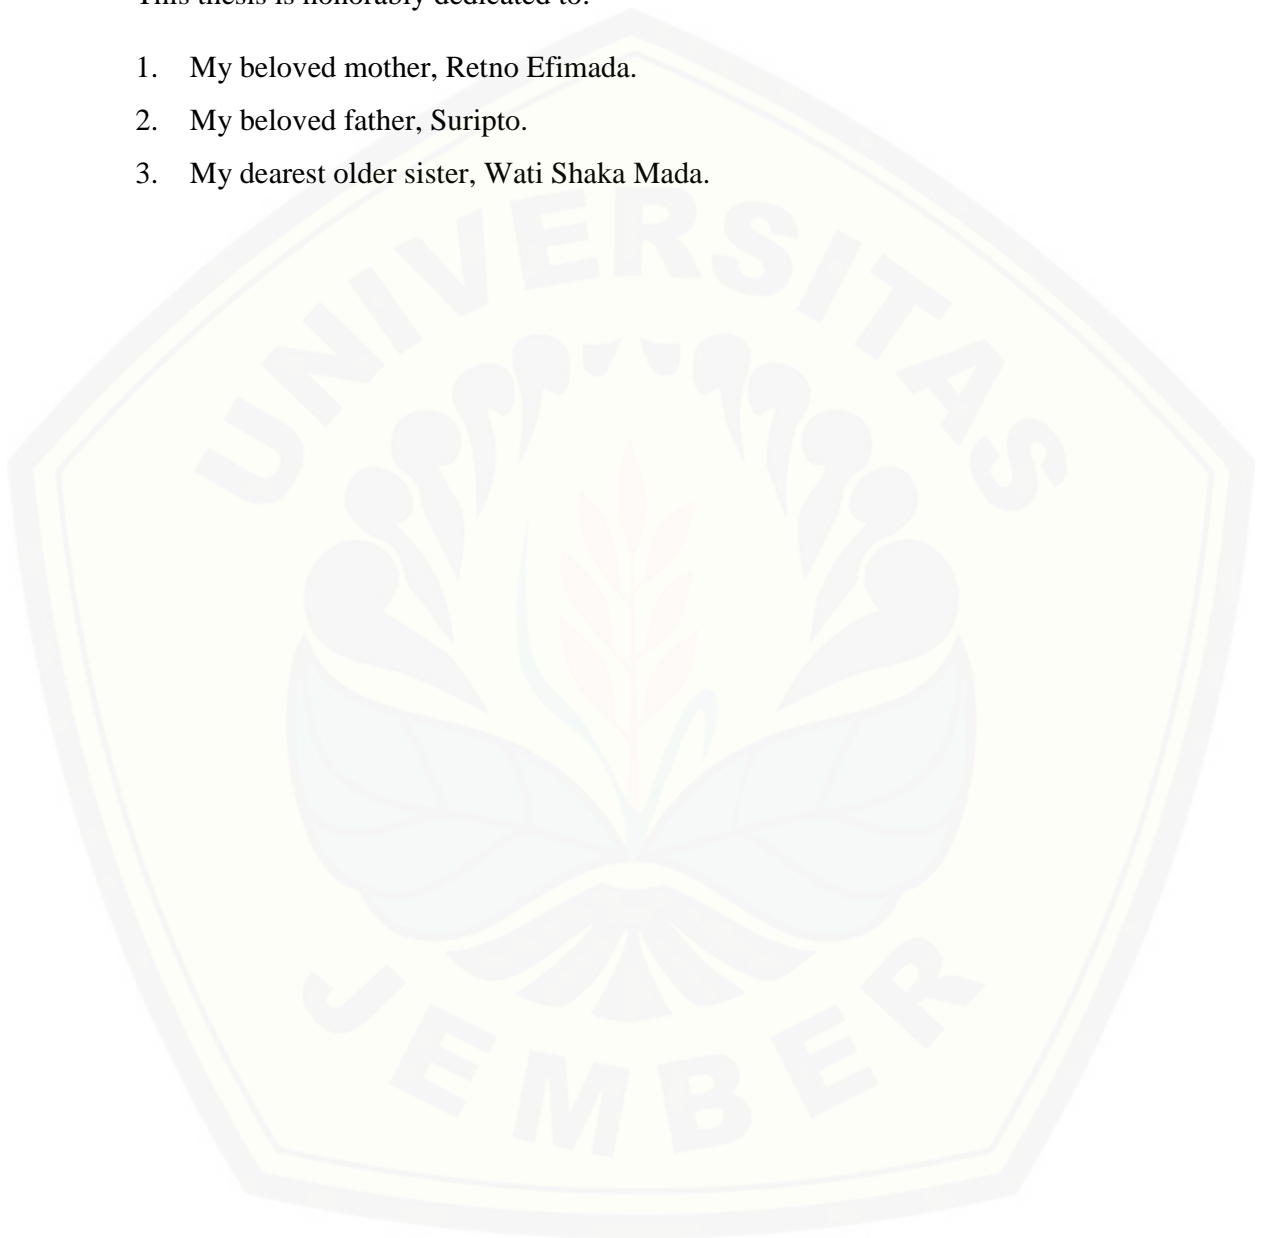 This thesis is honorably dedicated to:
1. My beloved mother, Retno Efimada.
2. My beloved father, Suripto.
3. My dearest older sister, Wati Shaka Mada.
UNIVERSITAS
JEMBER